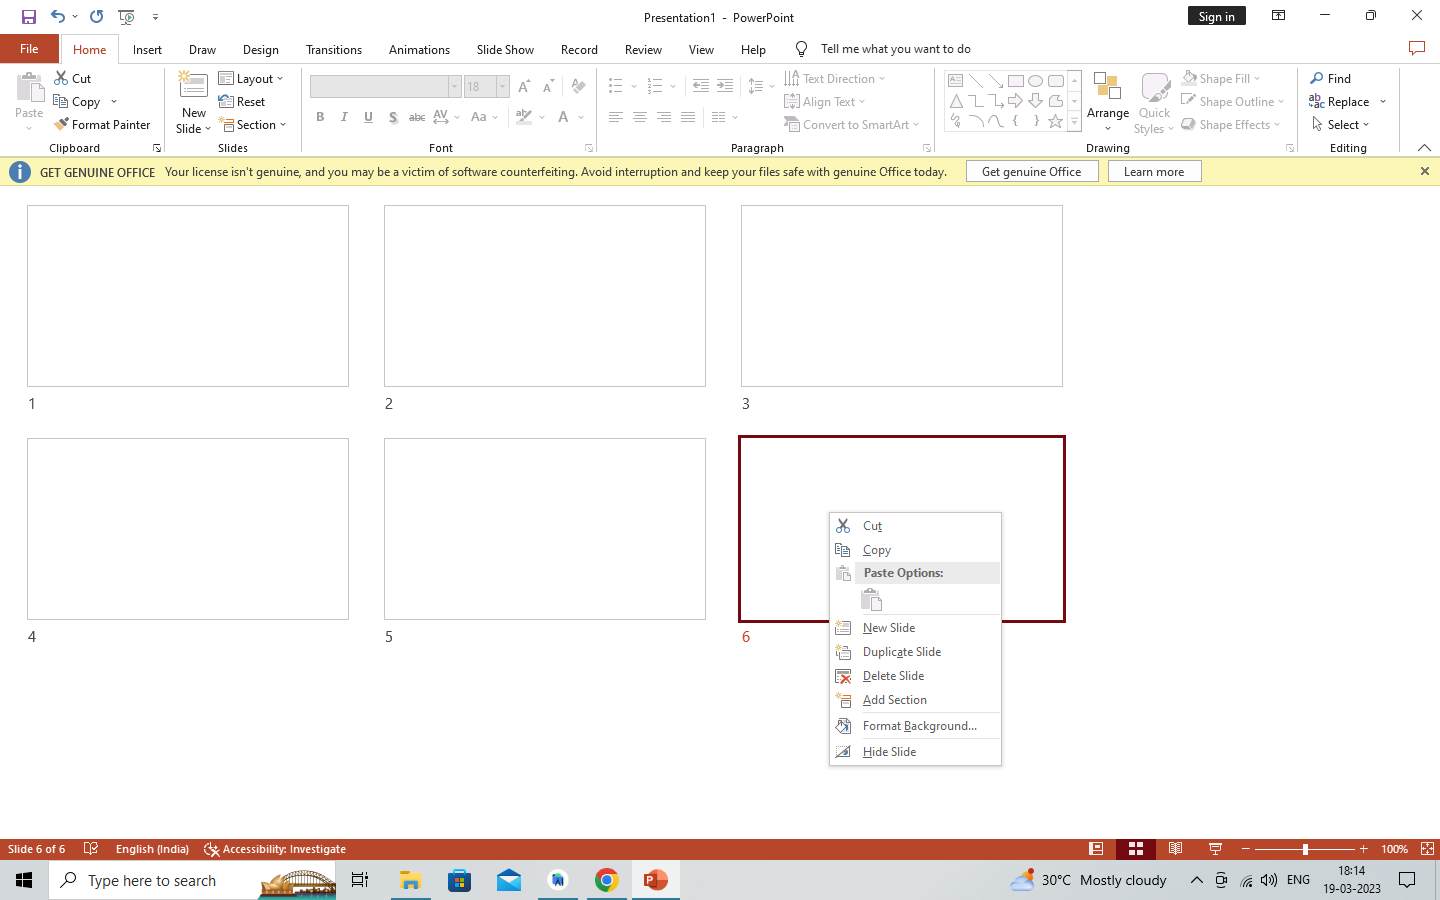 Presentation1 - PowerPoint
Sign in
File Home Insert Draw Design Transitions Animations Slide Show Record Review View Help Tell me what you want to do
Paste
Cut
Copy
Format Painter
Clipboard
New Slide
Layout
Reset
Section
Slides
18
B I U S abc AV Aa A
Font
Text Direction
Align Text
Convert to SmartArt
Paragraph
Arrange
Quick Styles
Shape Fill
Shape Outline
Shape Effects
Drawing
Find
Replace
Select
Editing
GET GENUINE OFFICE Your license isn't genuine, and you may be a victim of software counterfeiting. Avoid interruption and keep your files safe with genuine Office today. Get genuine Office Learn more
1 2 3
4 5 6
Cut
Copy
Paste Options:
New Slide
Duplicate Slide
Delete Slide
Add Section
Format Background...
Hide Slide
Slide 6 of 6 English (India) Accessibility: Investigate 100%
Type here to search 30°C Mostly cloudy ENG 18:14
19-03-2023